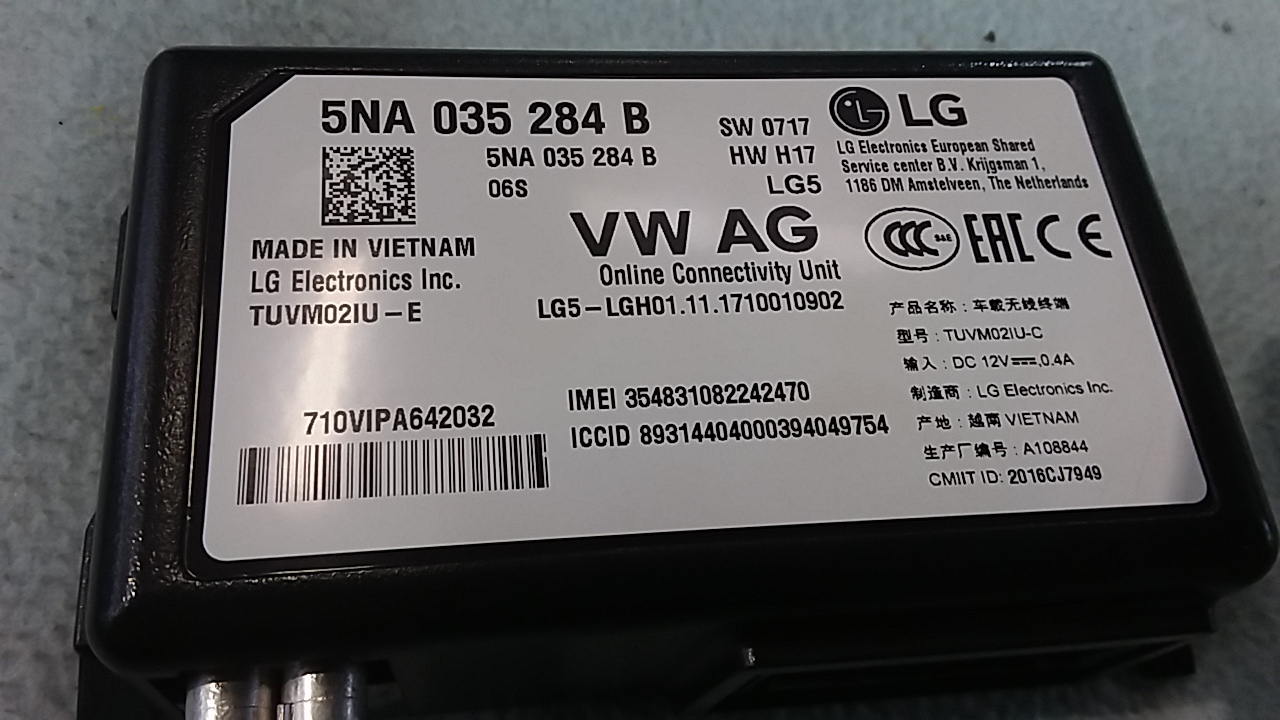 5NA 035 284 B
5NA 035 284 B
06S
SW 0717
HW H17
LG5
LG
LG Electronics European Shared
Service center B.V. Krijgsman 1,
1186 DM Amstelveen, The Netherlands
MADE IN VIETNAM
LG Electronics Inc.
TUVM02IU-E
VW AG
Online Connectivity Unit
LG5-LGH01.11.1710010902
CCC S&E EAC CE
710VIPA642032
IMEI 354831082242470
ICCID 89314404000394049754
产品名称：车载无线终端
型号：TUVM02IU-C
输入：DC 12V⎓,0.4A
制造商：LG Electronics Inc.
产地：越南 VIETNAM
生产厂编号：A108844
CMIIT ID: 2016CJ7949